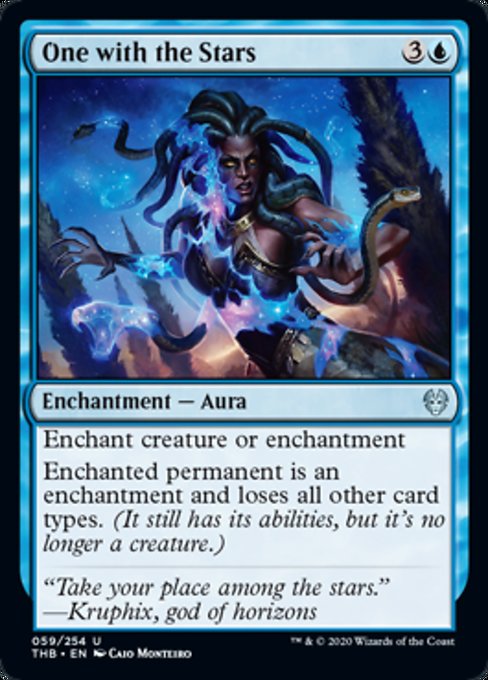 One with the Stars 3
Enchantment — Aura
Enchant creature or enchantment
Enchanted permanent is an
enchantment and loses all other card
types. (It still has its abilities, but it's no
longer a creature.)
“Take your place among the stars.”
—Kruphix, god of horizons
059/254 U
THB • EN Caio Monteiro
™ & © 2020 Wizards of the Coast